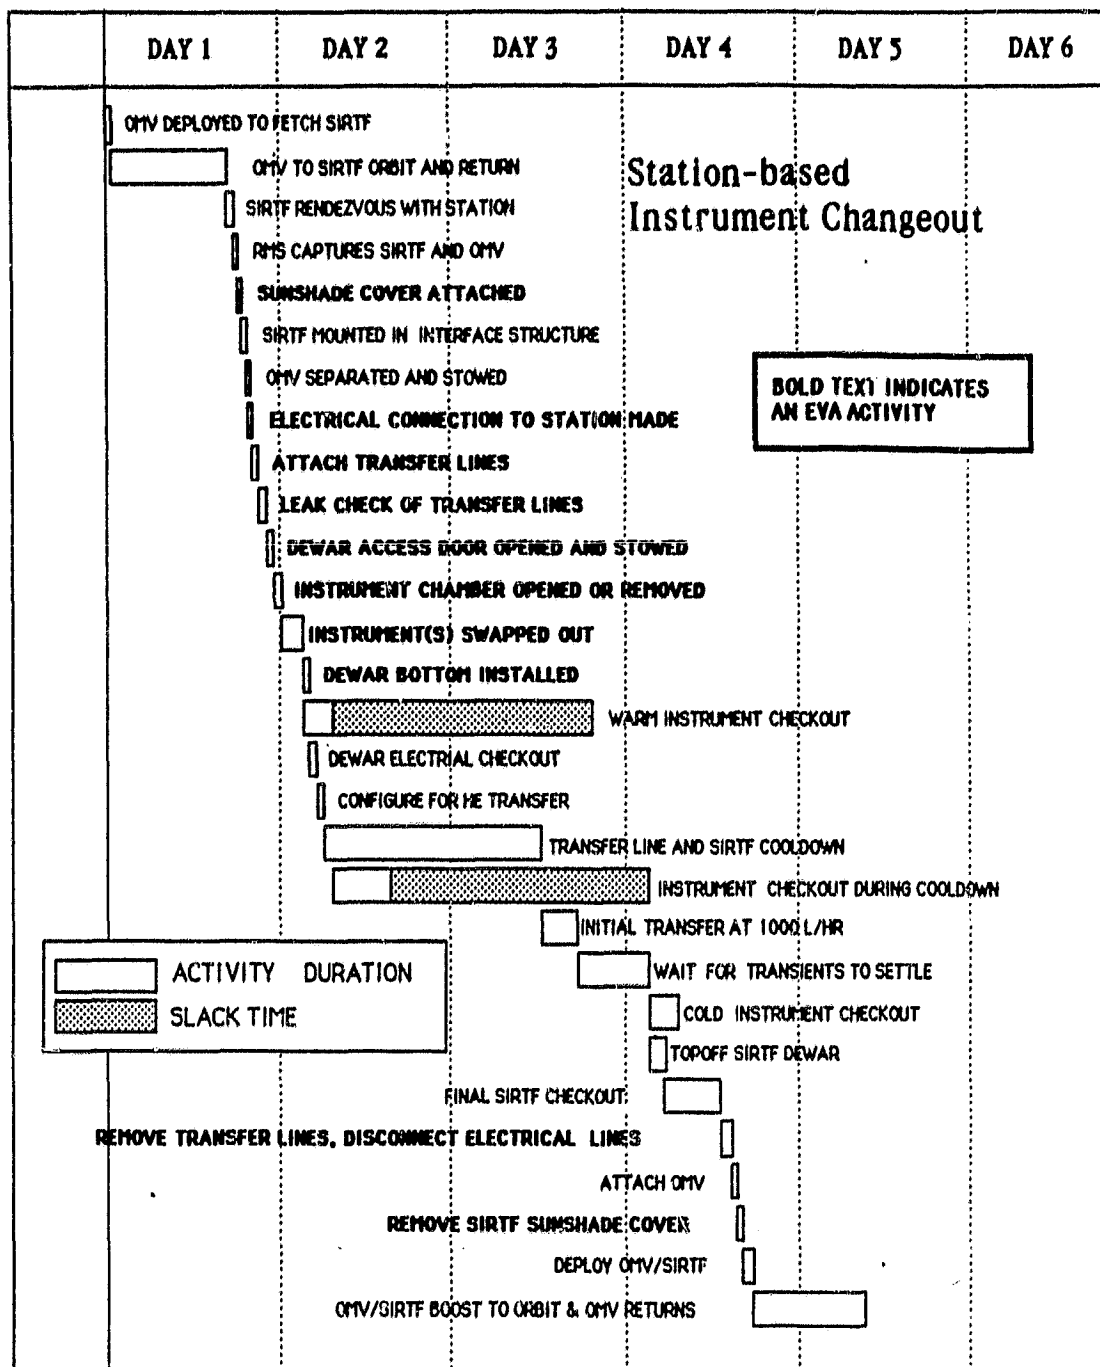 DAY 1 DAY 2 DAY 3 DAY 4 DAY 5 DAY 6
OMV DEPLOYED TO FETCH SIRTF
OMV TO SIRTF ORBIT AND RETURN
Station-based
Instrument Changeout
SIRTF RENDEZVOUS WITH STATION
RMS CAPTURES SIRTF AND OMV
SUNSHADE COVER ATTACHED
SIRTF MOUNTED IN INTERFACE STRUCTURE
OMV SEPARATED AND STOWED
BOLD TEXT INDICATES
AN EVA ACTIVITY
ELECTRICAL CONNECTION TO STATION MADE
ATTACH TRANSFER LINES
LEAK CHECK OF TRANSFER LINES
DEWAR ACCESS DOOR OPENED AND STOWED
INSTRUMENT CHAMBER OPENED OR REMOVED
INSTRUMENT(S) SWAPPED OUT
DEWAR BOTTOM INSTALLED
WARM INSTRUMENT CHECKOUT
DEWAR ELECTRIAL CHECKOUT
CONFIGURE FOR HE TRANSFER
TRANSFER LINE AND SIRTF COOLDOWN
INSTRUMENT CHECKOUT DURING COOLDOWN
INITIAL TRANSFER AT 1000 L/HR
ACTIVITY DURATION
SLACK TIME
WAIT FOR TRANSIENTS TO SETTLE
COLD INSTRUMENT CHECKOUT
TOPOFF SIRTF DEWAR
FINAL SIRTF CHECKOUT
REMOVE TRANSFER LINES, DISCONNECT ELECTRICAL LINES
ATTACH OMV
REMOVE SIRTF SUNSHADE COVER
DEPLOY OMV/SIRTF
OMV/SIRTF BOOST TO ORBIT & OMV RETURNS